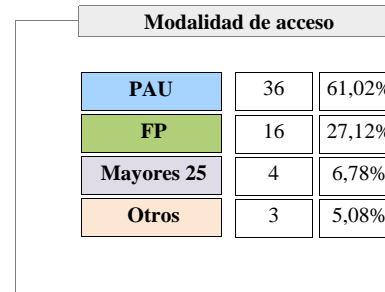 Modalidad de acceso
PAU 36 61,02%
FP 16 27,12%
Mayores 25 4 6,78%
Otros 3 5,08%